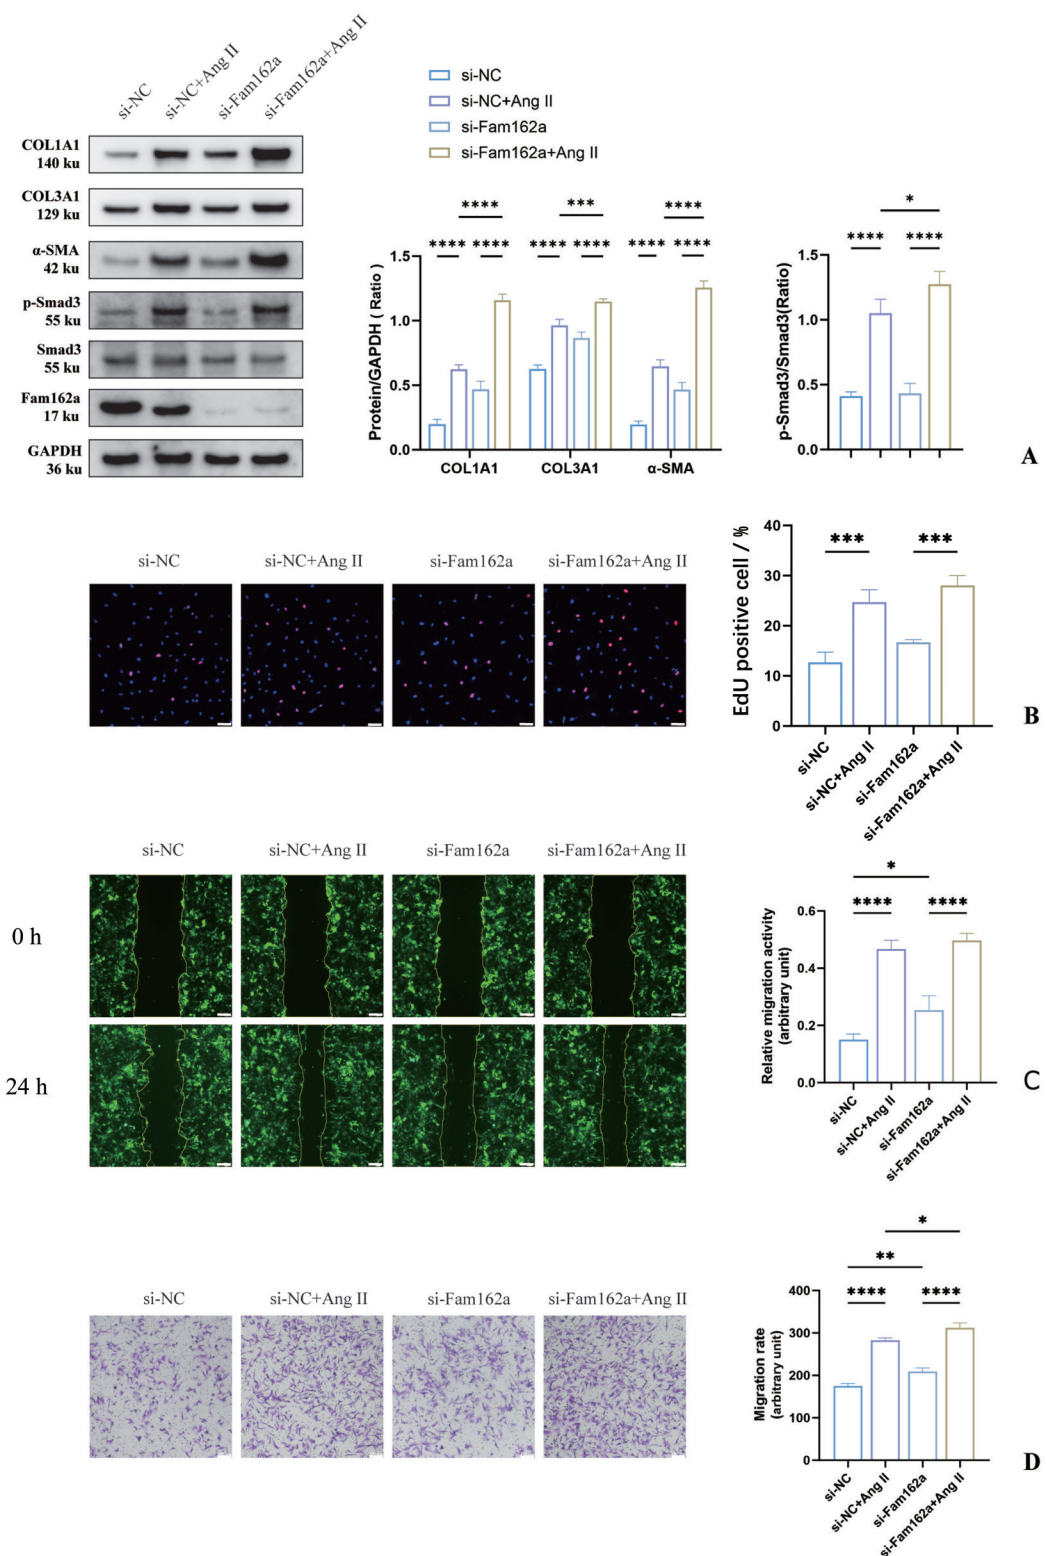 si-NC
si-NC+Ang II
si-Fam162a
si-Fam162a+Ang II
COL1A1
140 ku
COL3A1
129 ku
α-SMA
42 ku
p-Smad3
55 ku
Smad3
55 ku
Fam162a
17 ku
GAPDH
36 ku
si-NC
si-NC+Ang II
si-Fam162a
si-Fam162a+Ang II
Protein/GAPDH ( Ratio )
1.5
1.0
0.5
0.0
**** *** ****
**** **** **** **** **** ****
COL1A1 COL3A1 α-SMA
p-Smad3/Smad3(Ratio)
1.5
1.0
0.5
0.0
*
**** ****
A
si-NC si-NC+Ang II si-Fam162a si-Fam162a+Ang II
EdU positive cell / %
40
30
20
10
0
*** ***
si-NC
si-NC+Ang II
si-Fam162a
si-Fam162a+Ang II
B
si-NC si-NC+Ang II si-Fam162a si-Fam162a+Ang II
0 h
24 h
Relative migration activity
(arbitrary unit)
0.6
0.4
0.2
0.0
*
**** ****
si-NC
si-NC+Ang II
si-Fam162a
si-Fam162a+Ang II
C
si-NC si-NC+Ang II si-Fam162a si-Fam162a+Ang II
Migration rate
(arbitrary unit)
400
300
200
100
0
*
**
**** ****
si-NC
si-NC+Ang II
si-Fam162a
si-Fam162a+Ang II
D